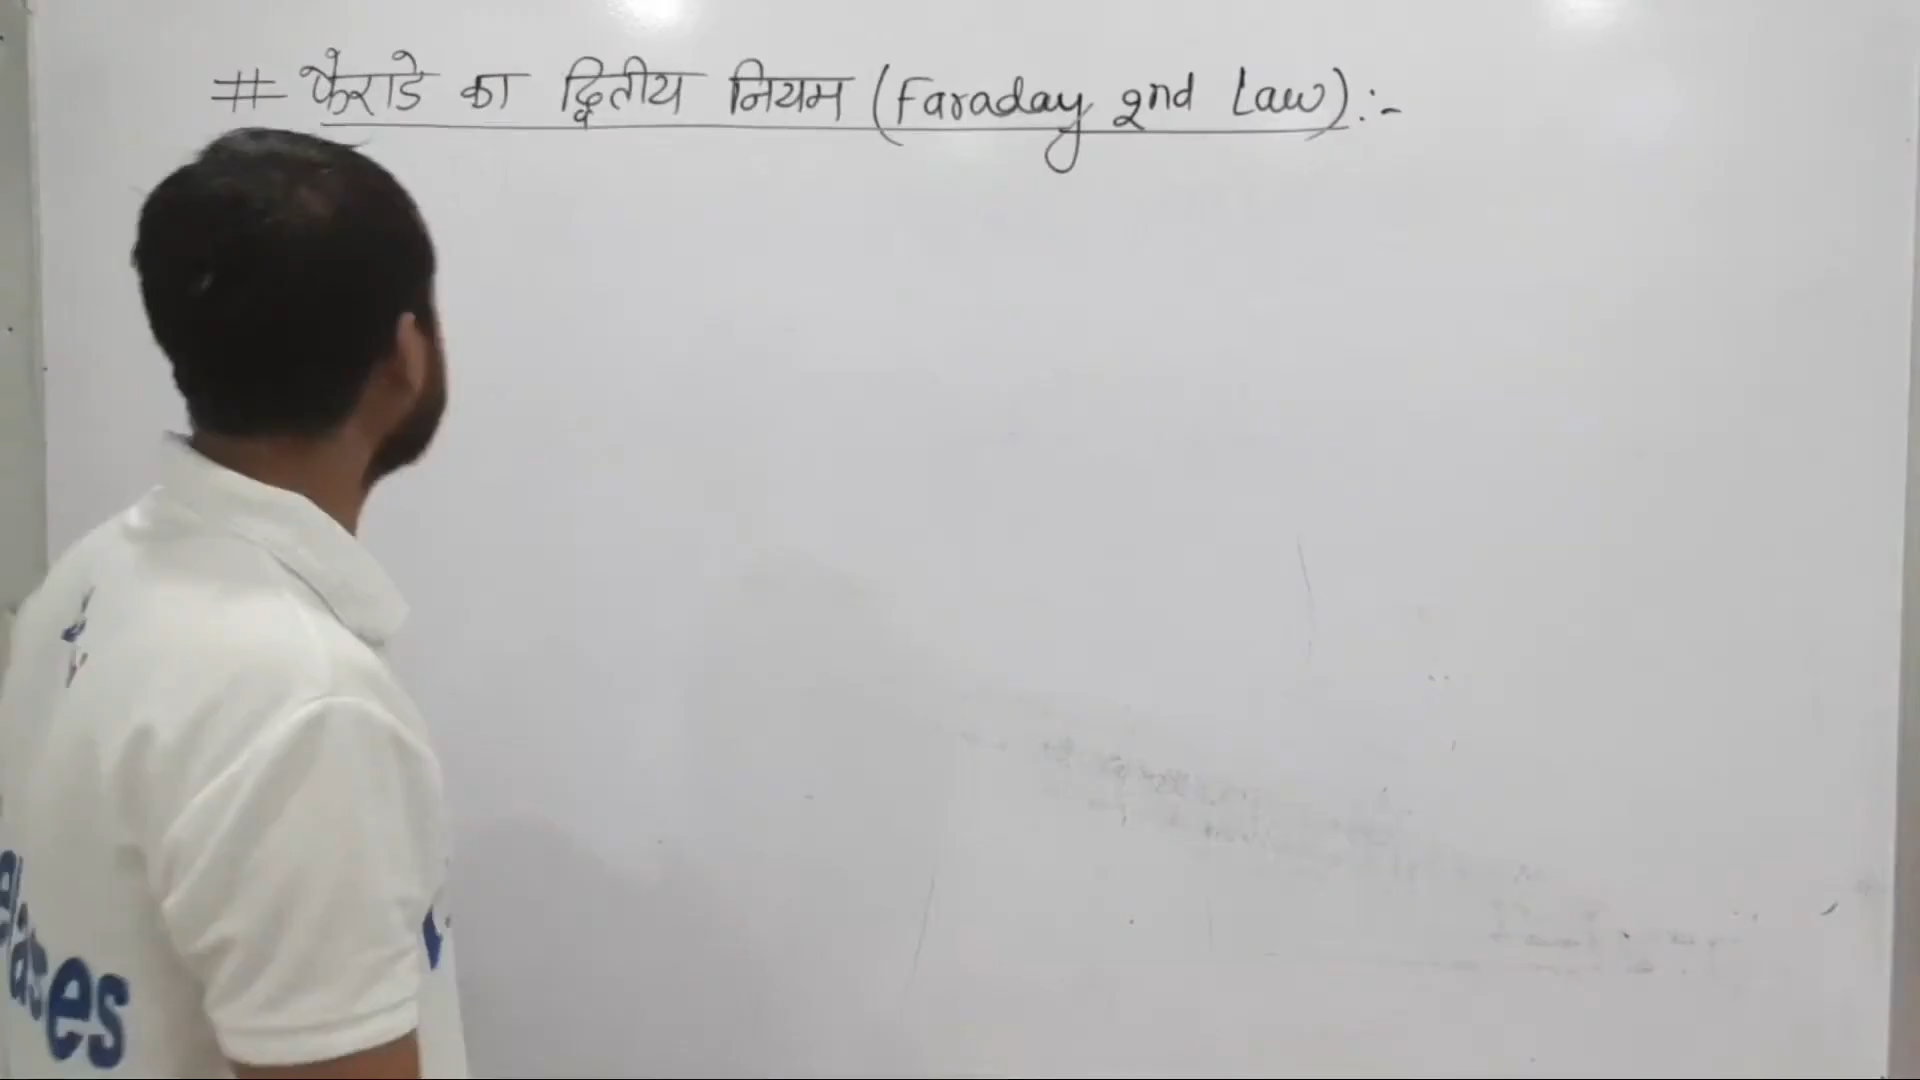 # फैराडे का द्वितीय नियम (Faraday 2nd Law):-